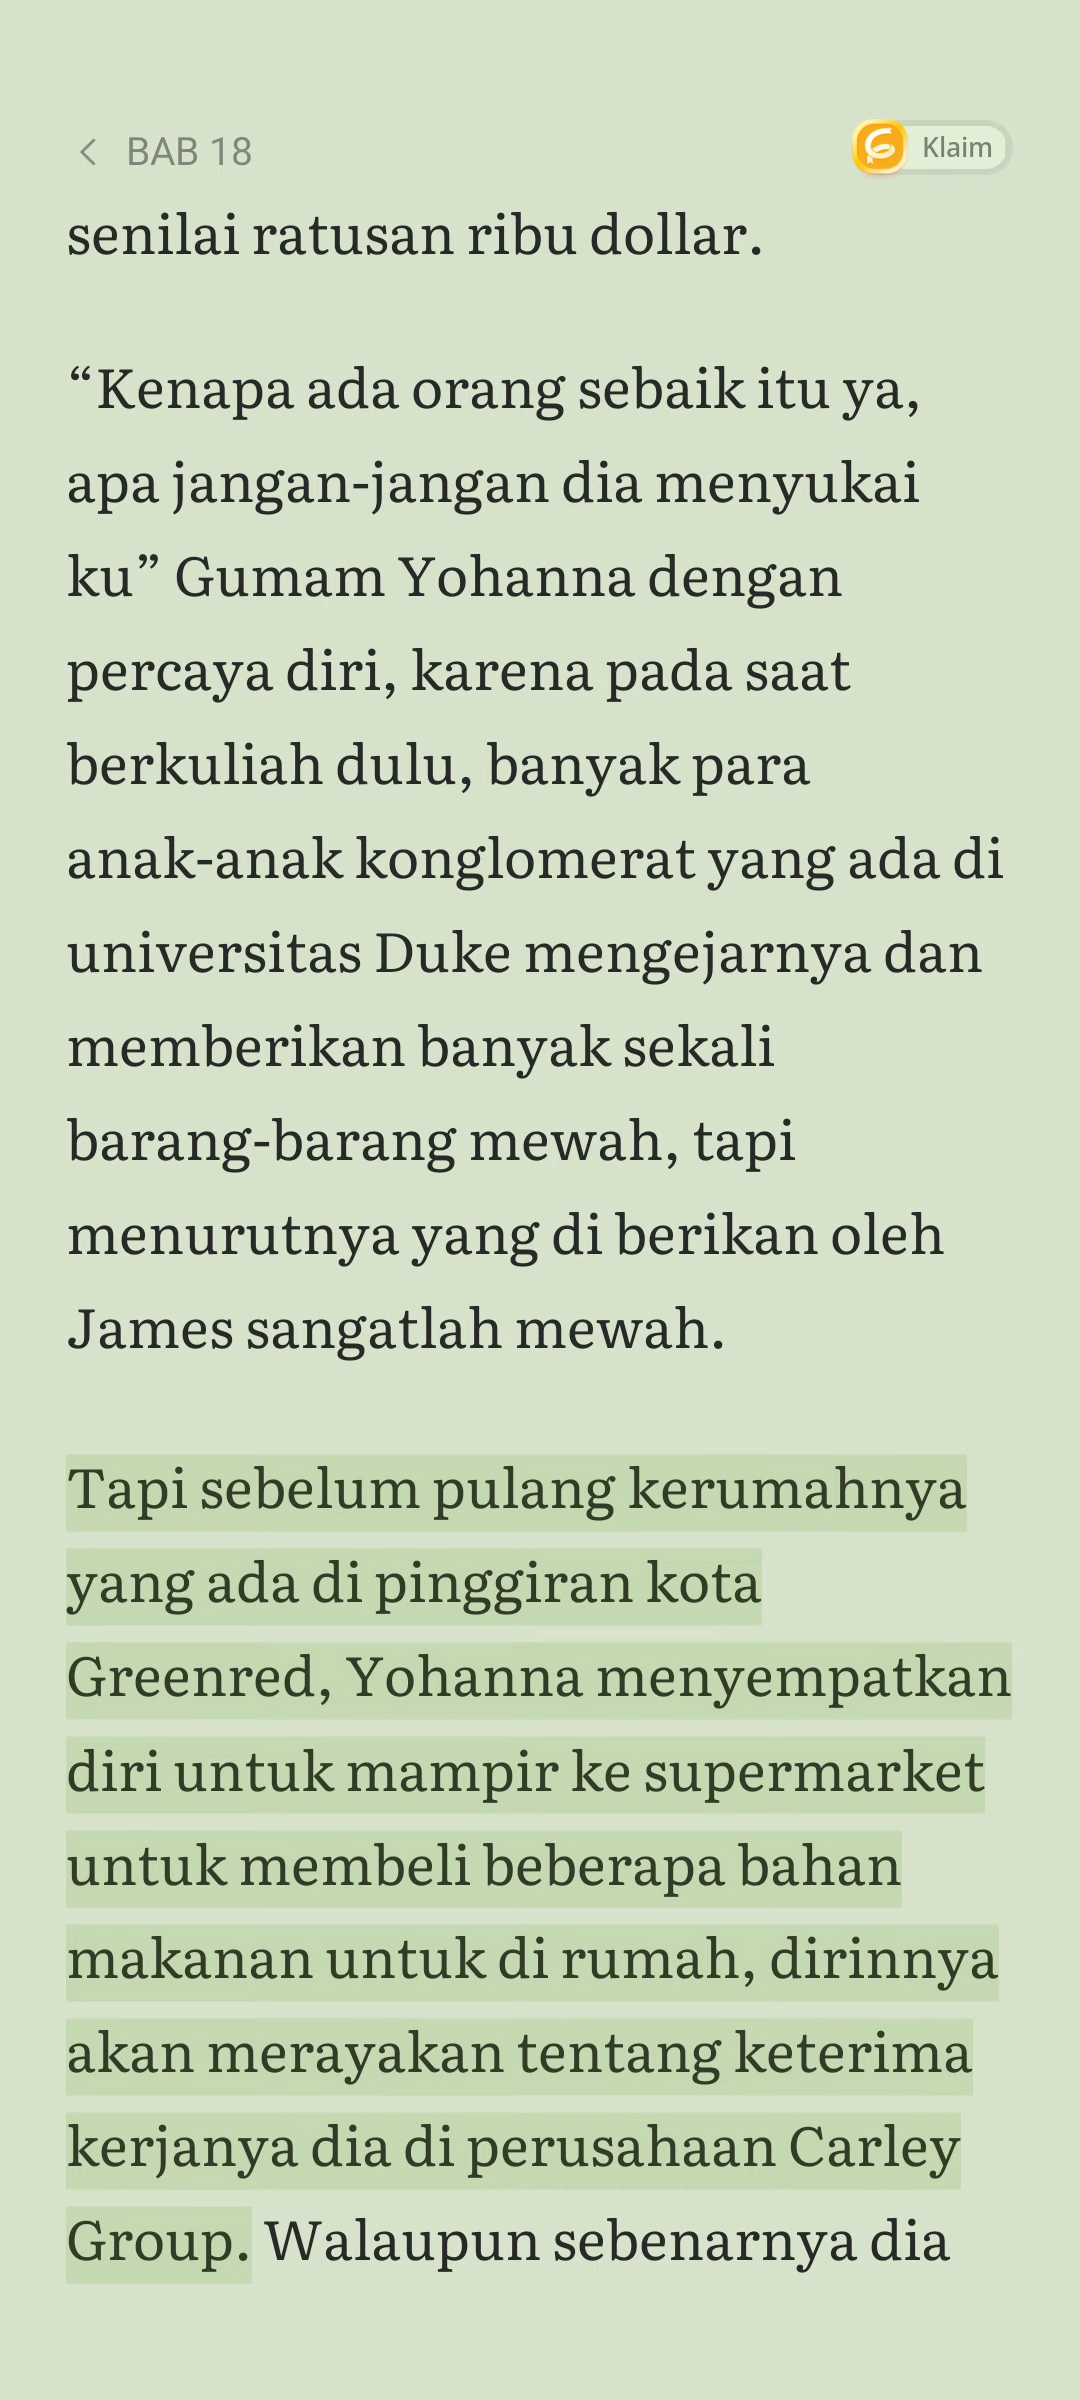 BAB 18
Klaim
senilai ratusan ribu dollar.
“Kenapa ada orang sebaik itu ya,
apa jangan-jangan dia menyukai
ku” Gumam Yohanna dengan
percaya diri, karena pada saat
berkuliah dulu, banyak para
anak-anak konglomerat yang ada di
universitas Duke mengejarnya dan
memberikan banyak sekali
barang-barang mewah, tapi
menurutnya yang di berikan oleh
James sangatlah mewah.
Tapi sebelum pulang kerumahnya
yang ada di pinggiran kota
Greenred, Yohanna menyempatkan
diri untuk mampir ke supermarket
untuk membeli beberapa bahan
makanan untuk di rumah, dirinnya
akan merayakan tentang keterima
kerjanya dia di perusahaan Carley
Group. Walaupun sebenarnya dia